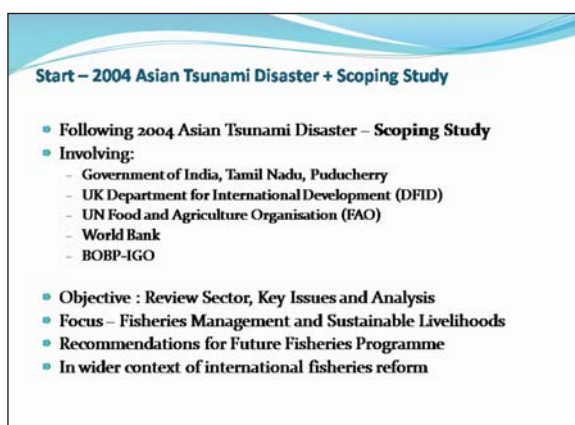 Start – 2004 Asian Tsunami Disaster + Scoping Study
Following 2004 Asian Tsunami Disaster – Scoping Study
Involving:
– Government of India, Tamil Nadu, Puducherry
– UK Department for International Development (DFID)
– UN Food and Agriculture Organisation (FAO)
– World Bank
– BOBP-IGO
Objective : Review Sector, Key Issues and Analysis
Focus – Fisheries Management and Sustainable Livelihoods
Recommendations for Future Fisheries Programme
In wider context of international fisheries reform